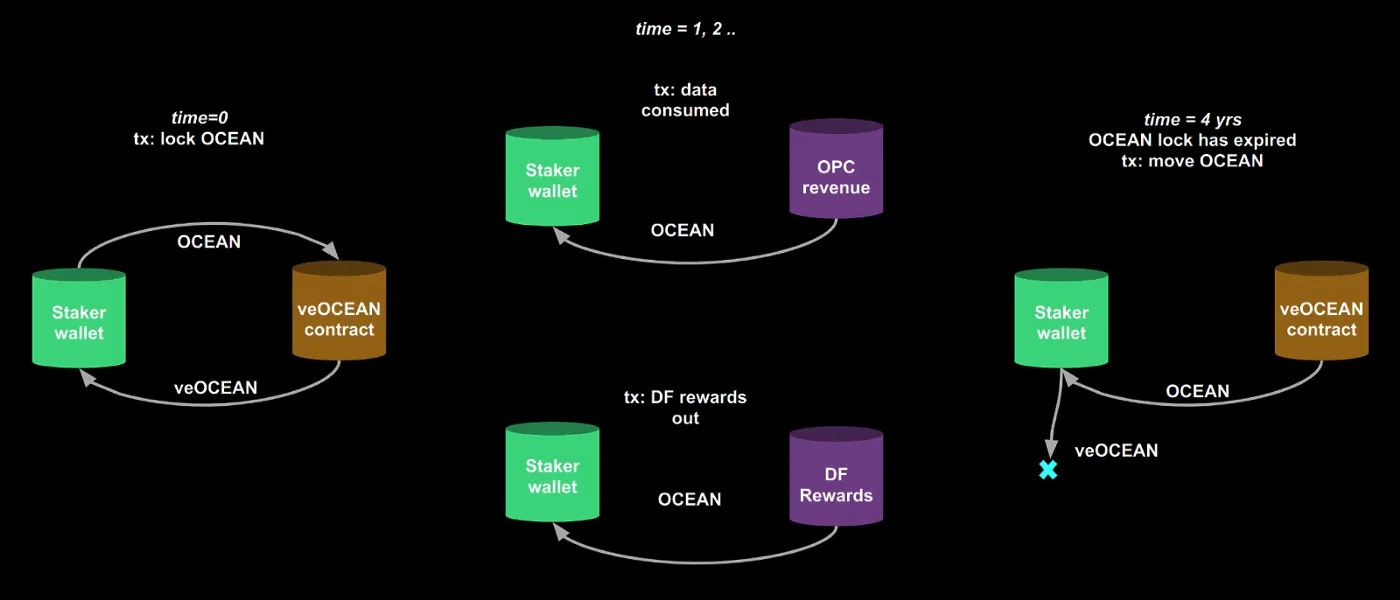 time=0
tx: lock OCEAN
OCEAN
Staker
wallet
veOCEAN
contract
veOCEAN
time = 1, 2 ..
tx: data
consumed
Staker
wallet
OPC
revenue
OCEAN
tx: DF rewards
out
Staker
wallet
OCEAN
DF
Rewards
time = 4 yrs
OCEAN lock has expired
tx: move OCEAN
Staker
wallet
veOCEAN
contract
OCEAN
veOCEAN